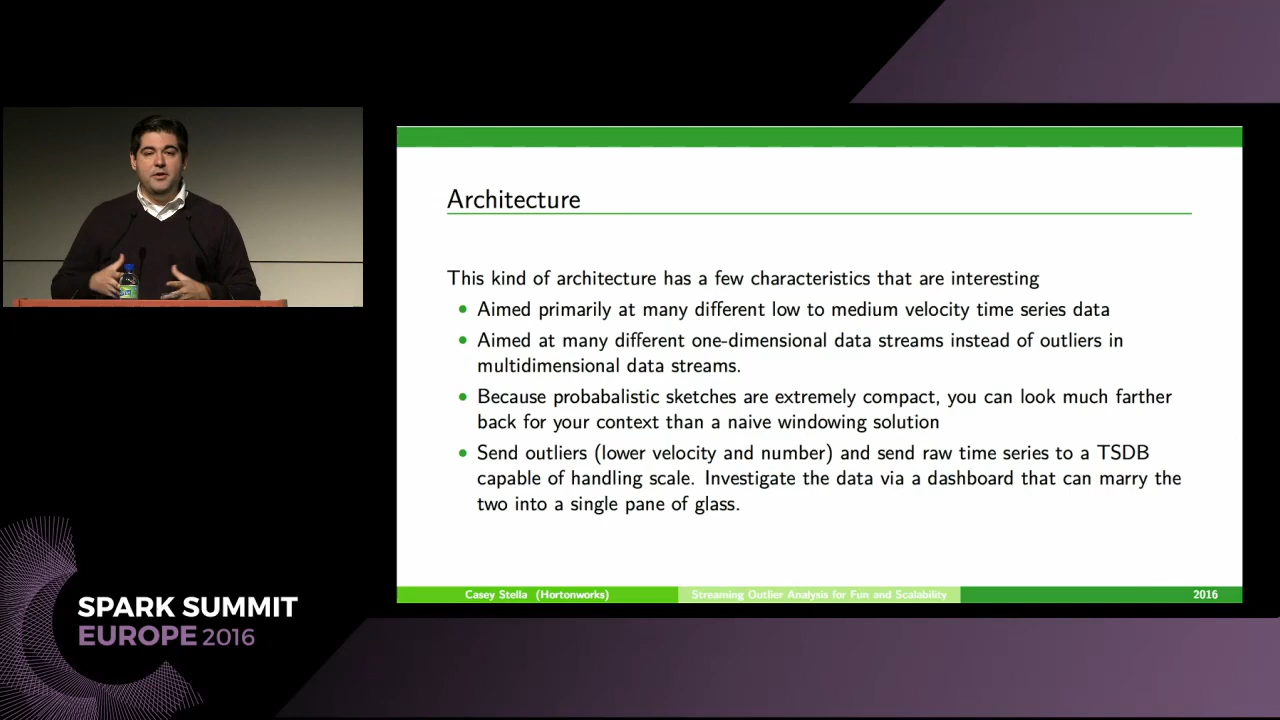 Architecture
This kind of architecture has a few characteristics that are interesting
Aimed primarily at many different low to medium velocity time series data
Aimed at many different one-dimensional data streams instead of outliers in
multidimensional data streams.
Because probabalistic sketches are extremely compact, you can look much farther
back for your context than a naive windowing solution
Send outliers (lower velocity and number) and send raw time series to a TSDB
capable of handling scale. Investigate the data via a dashboard that can marry the
two into a single pane of glass.
Casey Stella (Hortonworks)
Streaming Outlier Analysis for Fun and Scalability
2016
SPARK SUMMIT
EUROPE 2016